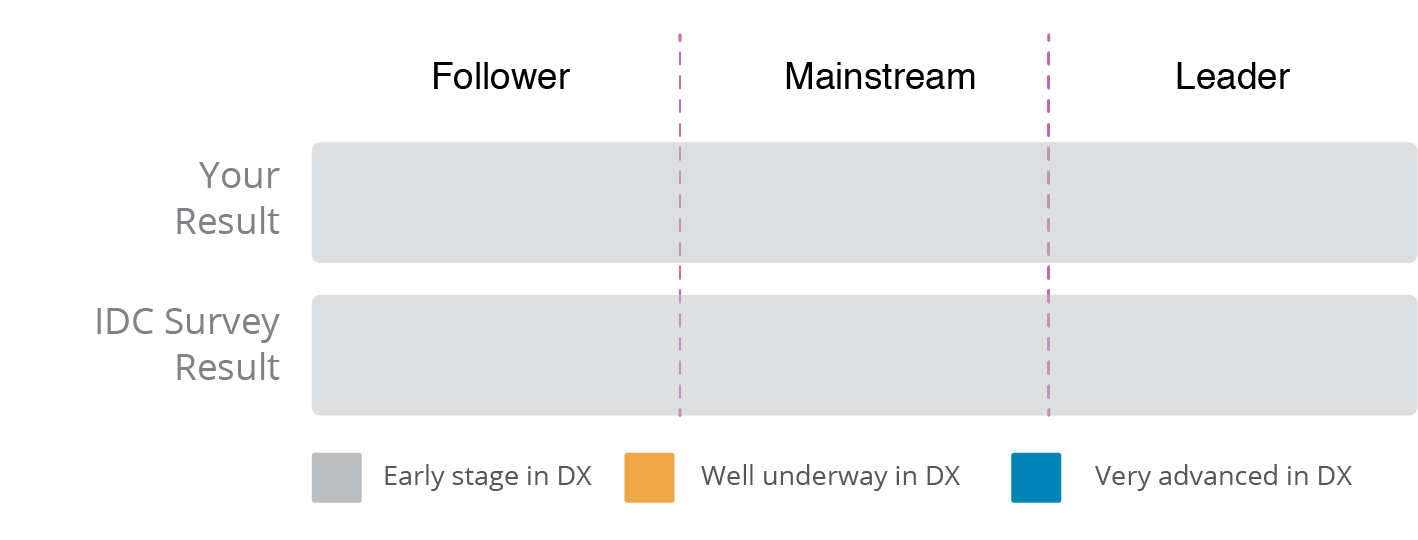 Follower Mainstream Leader
Your
Result
IDC Survey
Result
Early stage in DX Well underway in DX Very advanced in DX